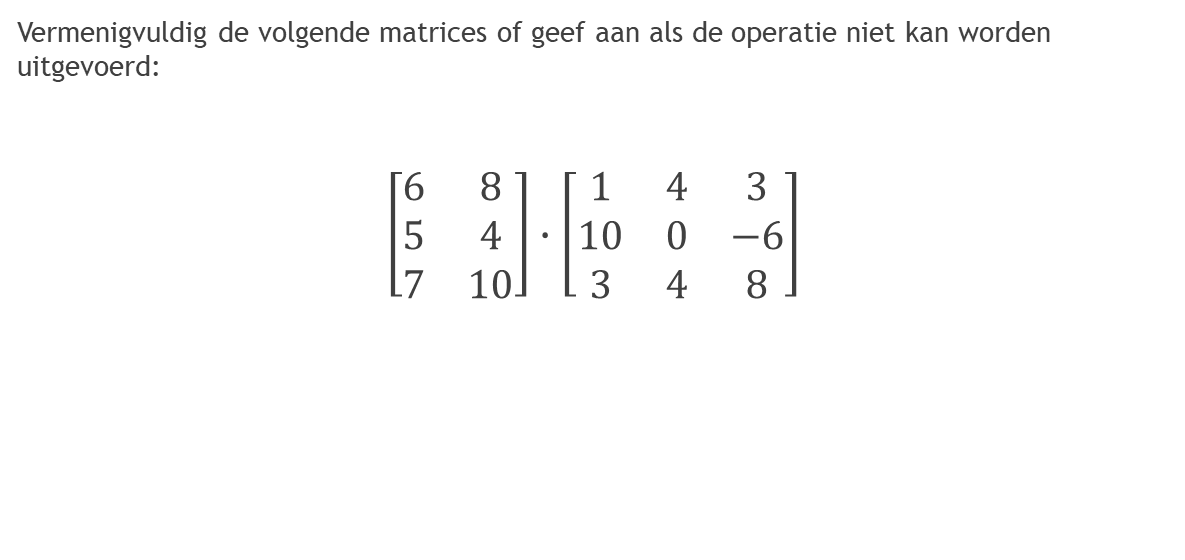 Vermenigvuldig de volgende matrices of geef aan als de operatie niet kan worden
uitgevoerd:
[6 8] [1 4 3]
[5 4] · [10 0 −6]
[7 10] [3 4 8]